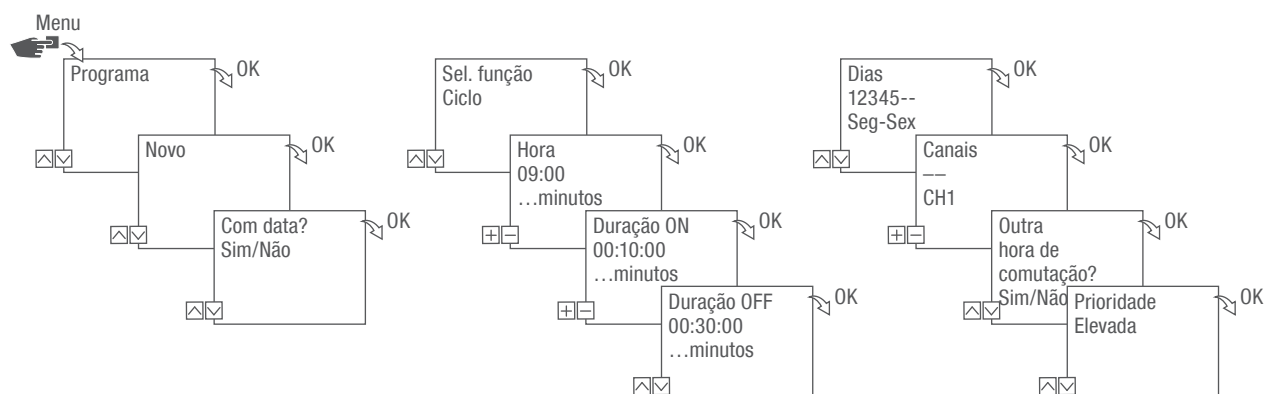 Menu
Programa
OK
Novo
OK
Com data?
Sim/Não
OK
Sel. função
Ciclo
OK
Hora
09:00
…minutos
OK
Duração ON
00:10:00
…minutos
OK
Duração OFF
00:30:00
…minutos
OK
Dias
12345--
Seg-Sex
OK
Canais
––
CH1
OK
Outra
hora de
comutação?
Sim/Não
OK
Prioridade
Elevada
OK